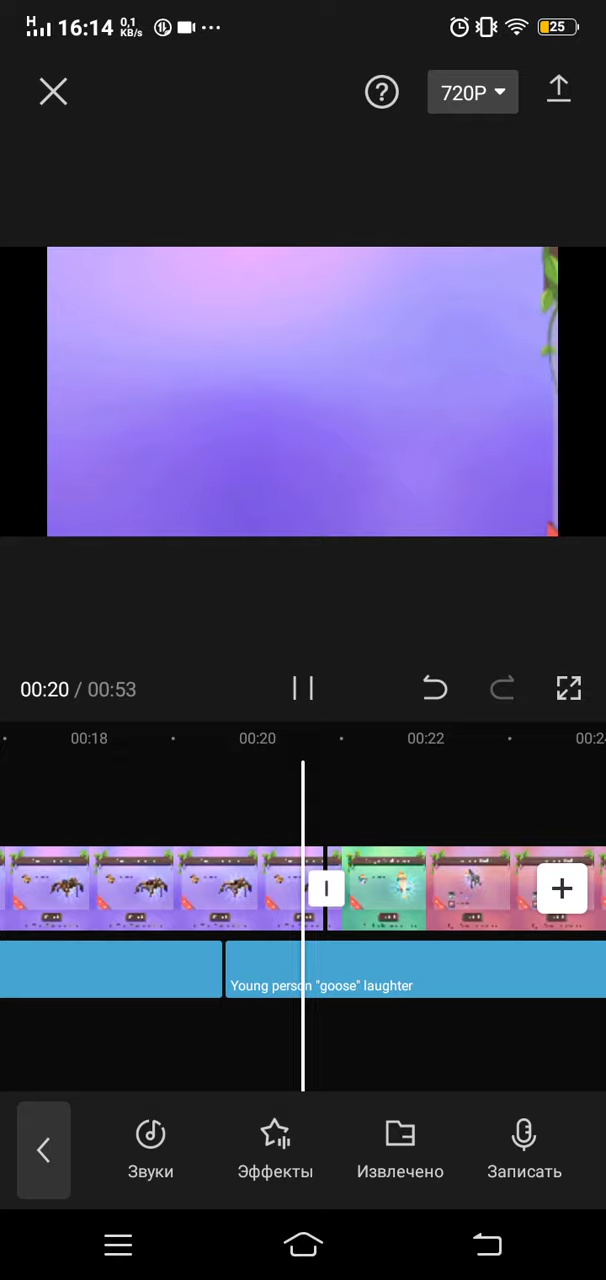 H 16:14 0,1 KB/s 25
720P
00:20 / 00:53
00:18 00:20 00:22
Young person "goose" laughter
Звуки Эффекты Извлечено Записать